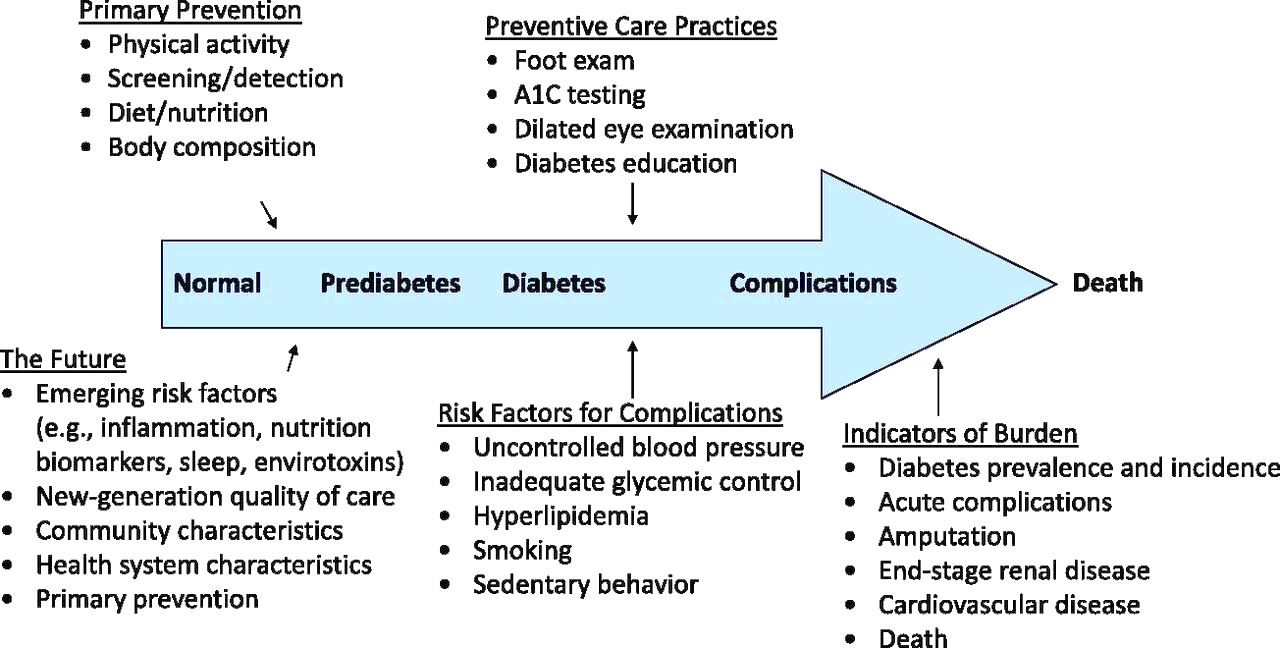 Primary Prevention
• Physical activity
• Screening/detection
• Diet/nutrition
• Body composition
Preventive Care Practices
• Foot exam
• A1C testing
• Dilated eye examination
• Diabetes education
Normal
Prediabetes
Diabetes
Complications
Death
The Future
• Emerging risk factors
(e.g., inflammation, nutrition
biomarkers, sleep, envirotoxins)
• New-generation quality of care
• Community characteristics
• Health system characteristics
• Primary prevention
Risk Factors for Complications
• Uncontrolled blood pressure
• Inadequate glycemic control
• Hyperlipidemia
• Smoking
• Sedentary behavior
Indicators of Burden
• Diabetes prevalence and incidence
• Acute complications
• Amputation
• End-stage renal disease
• Cardiovascular disease
• Death